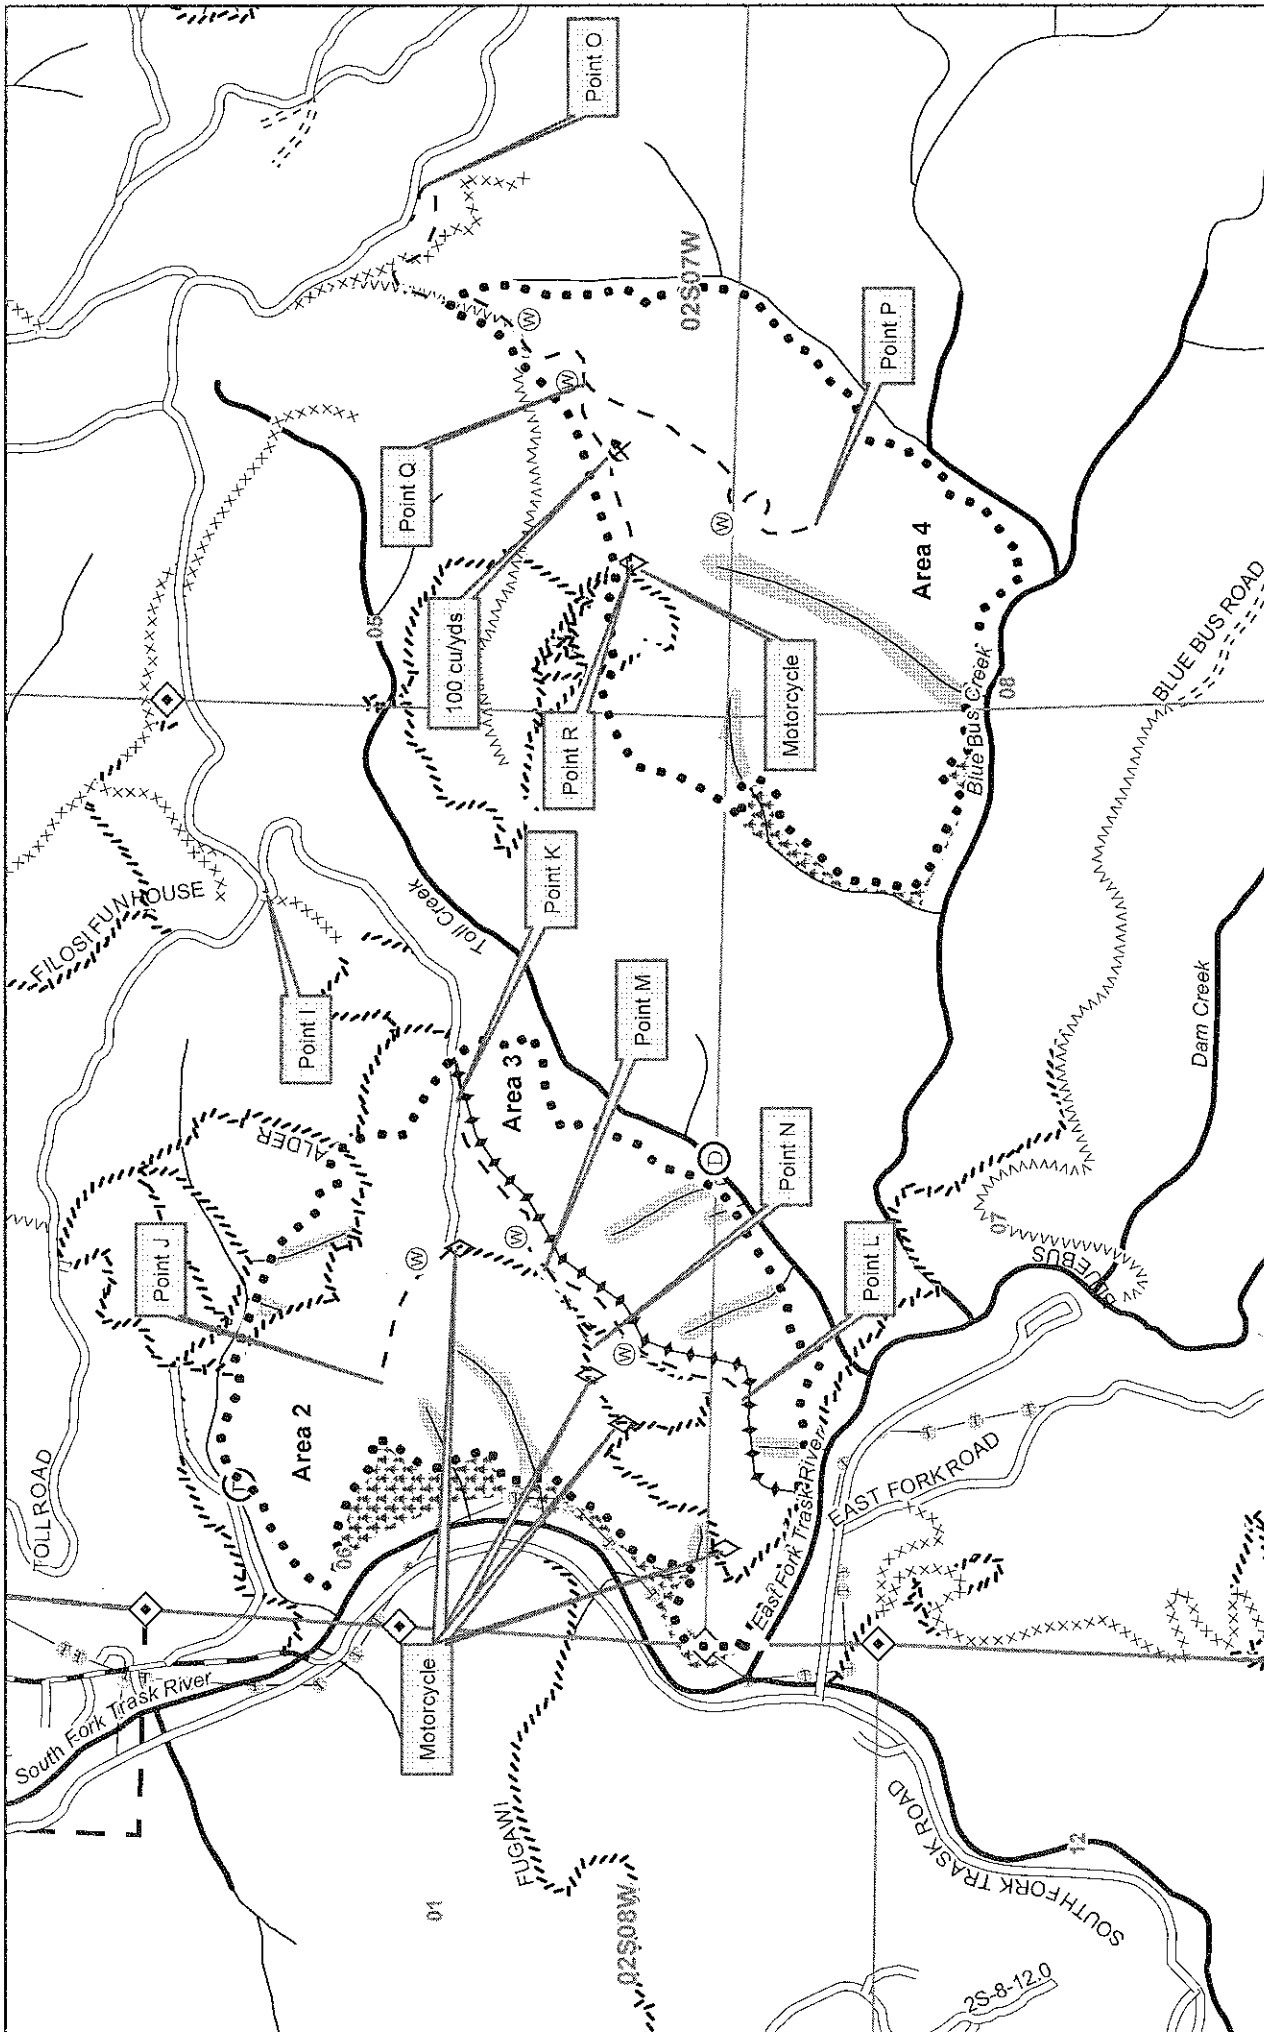 South Fork Trask River
TOLL ROAD
Point J
ALDER
FILOSI FUNHOUSE
Point I
Area 2
06
T
Motorcycle
01
FUGAWI
02S08W
Area 3
Point K
Toll Creek
Point M
Point N
Point L
W
W
W
D
East Fork Trask River
EAST FORK ROAD
SOUTH FORK TRASK ROAD
12
2S-8-12.0
05
Point Q
100 cu/yds
Point R
Motorcycle
Point O
02S07W
W
W
W
Point P
Area 4
Blue Bus Creek
08
BLUE BUS ROAD
07
BLUEBUS
Dam Creek